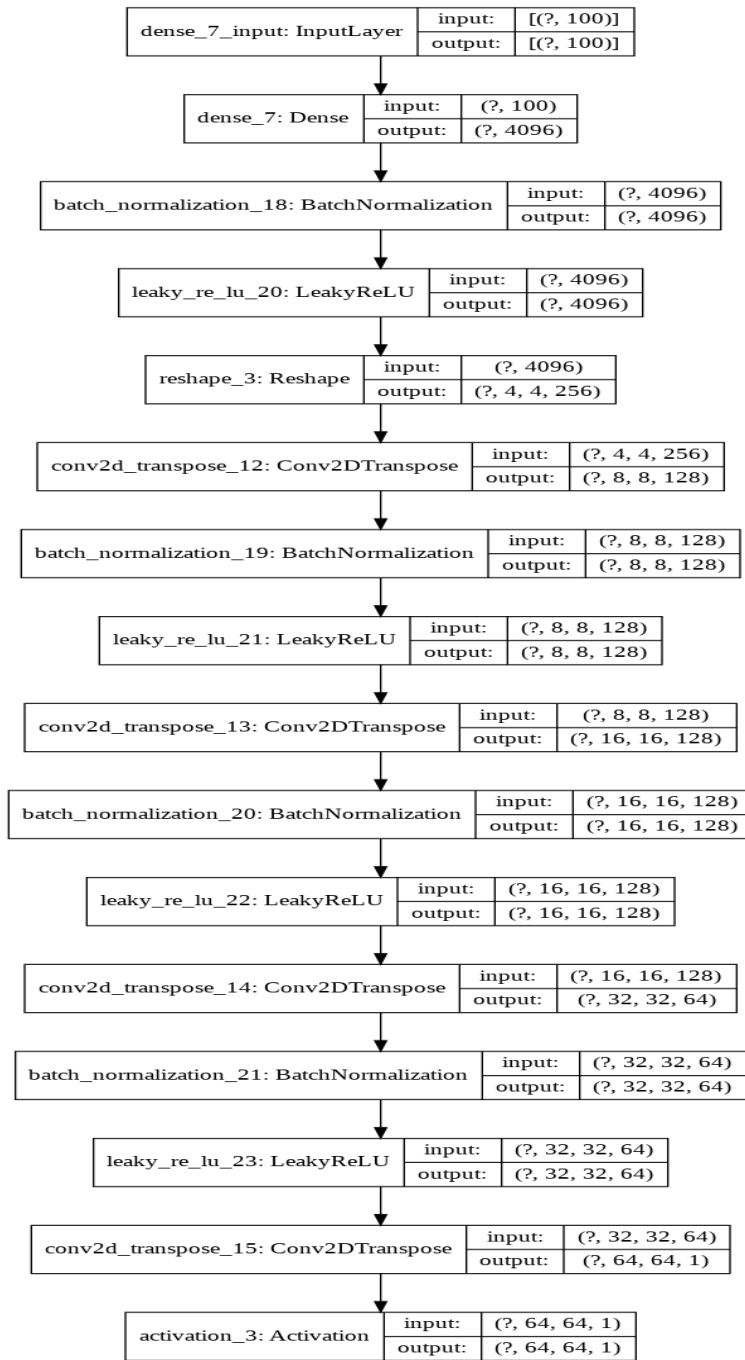 dense_7_input: InputLayer input: [(?, 100)]
output: [(?, 100)]
dense_7: Dense input: (?, 100)
output: (?, 4096)
batch_normalization_18: BatchNormalization input: (?, 4096)
output: (?, 4096)
leaky_re_lu_20: LeakyReLU input: (?, 4096)
output: (?, 4096)
reshape_3: Reshape input: (?, 4096)
output: (?, 4, 4, 256)
conv2d_transpose_12: Conv2DTranspose input: (?, 4, 4, 256)
output: (?, 8, 8, 128)
batch_normalization_19: BatchNormalization input: (?, 8, 8, 128)
output: (?, 8, 8, 128)
leaky_re_lu_21: LeakyReLU input: (?, 8, 8, 128)
output: (?, 8, 8, 128)
conv2d_transpose_13: Conv2DTranspose input: (?, 8, 8, 128)
output: (?, 16, 16, 128)
batch_normalization_20: BatchNormalization input: (?, 16, 16, 128)
output: (?, 16, 16, 128)
leaky_re_lu_22: LeakyReLU input: (?, 16, 16, 128)
output: (?, 16, 16, 128)
conv2d_transpose_14: Conv2DTranspose input: (?, 16, 16, 128)
output: (?, 32, 32, 64)
batch_normalization_21: BatchNormalization input: (?, 32, 32, 64)
output: (?, 32, 32, 64)
leaky_re_lu_23: LeakyReLU input: (?, 32, 32, 64)
output: (?, 32, 32, 64)
conv2d_transpose_15: Conv2DTranspose input: (?, 32, 32, 64)
output: (?, 64, 64, 1)
activation_3: Activation input: (?, 64, 64, 1)
output: (?, 64, 64, 1)